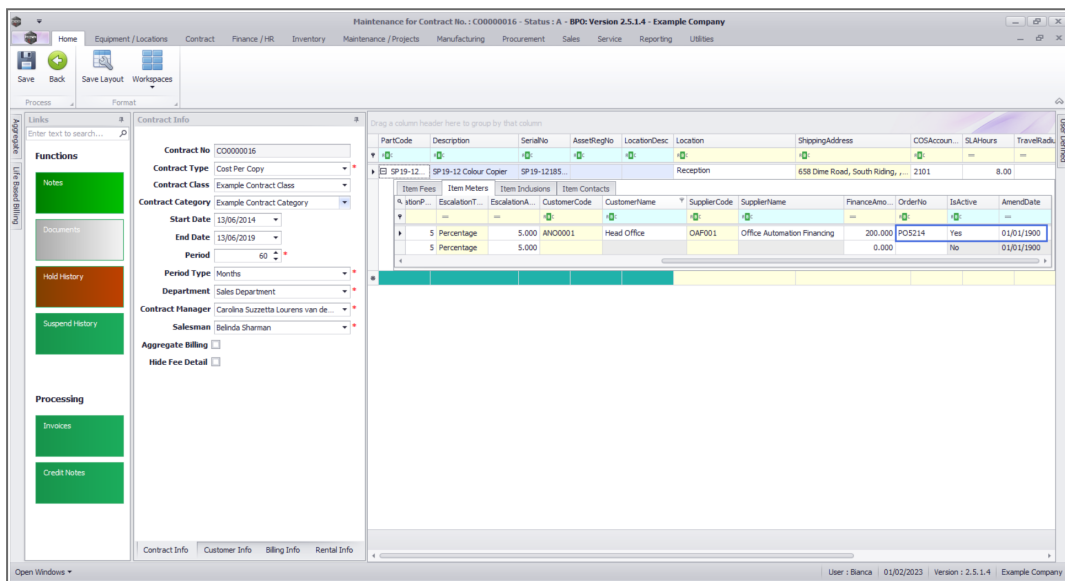 Maintenance for Contract No. : CO0000016 - Status : A - BPO: Version 2.5.1.4 - Example Company
Home Equipment / Locations Contract Finance / HR Inventory Maintenance / Projects Manufacturing Procurement Sales Service Reporting Utilities
Save Back Save Layout Workspaces
Process Format
Aggregate
Life Based Billing
Links
Enter text to search...
Functions
Notes
Documents
Hold History
Suspend History
Processing
Invoices
Credit Notes
Contract Info
Contract No CO0000016
Contract Type Cost Per Copy *
Contract Class Example Contract Class
Contract Category Example Contract Category
Start Date 13/06/2014
End Date 13/06/2019
Period 60 *
Period Type Months *
Department Sales Department *
Contract Manager Carolina Suzzetta Lourens van de... *
Salesman Belinda Sharman *
Aggregate Billing
Hide Fee Detail
Contract Info Customer Info Billing Info Rental Info
Drag a column header here to group by that column
PartCode Description SerialNo AssetRegNo LocationDesc Location ShippingAddress COSAccoun... SLAHours TravelRadiu
SP19-12... SP19-12 Colour Copier SP19-12185... Reception 658 Dime Road, South Riding, ,... 2101 8.00
Item Fees Item Meters Item Inclusions Item Contacts
ationP... EscalationT... EscalationA... CustomerCode CustomerName SupplierCode SupplierName FinanceAmo... OrderNo IsActive AmendDate
5 Percentage 5.000 ANO0001 Head Office OAF001 Office Automation Financing 200.000 PO5214 Yes 01/01/1900
5 Percentage 5.000 0.000 No 01/01/1900
User Defined
Open Windows User : Bianca 01/02/2023 Version : 2.5.1.4 Example Company